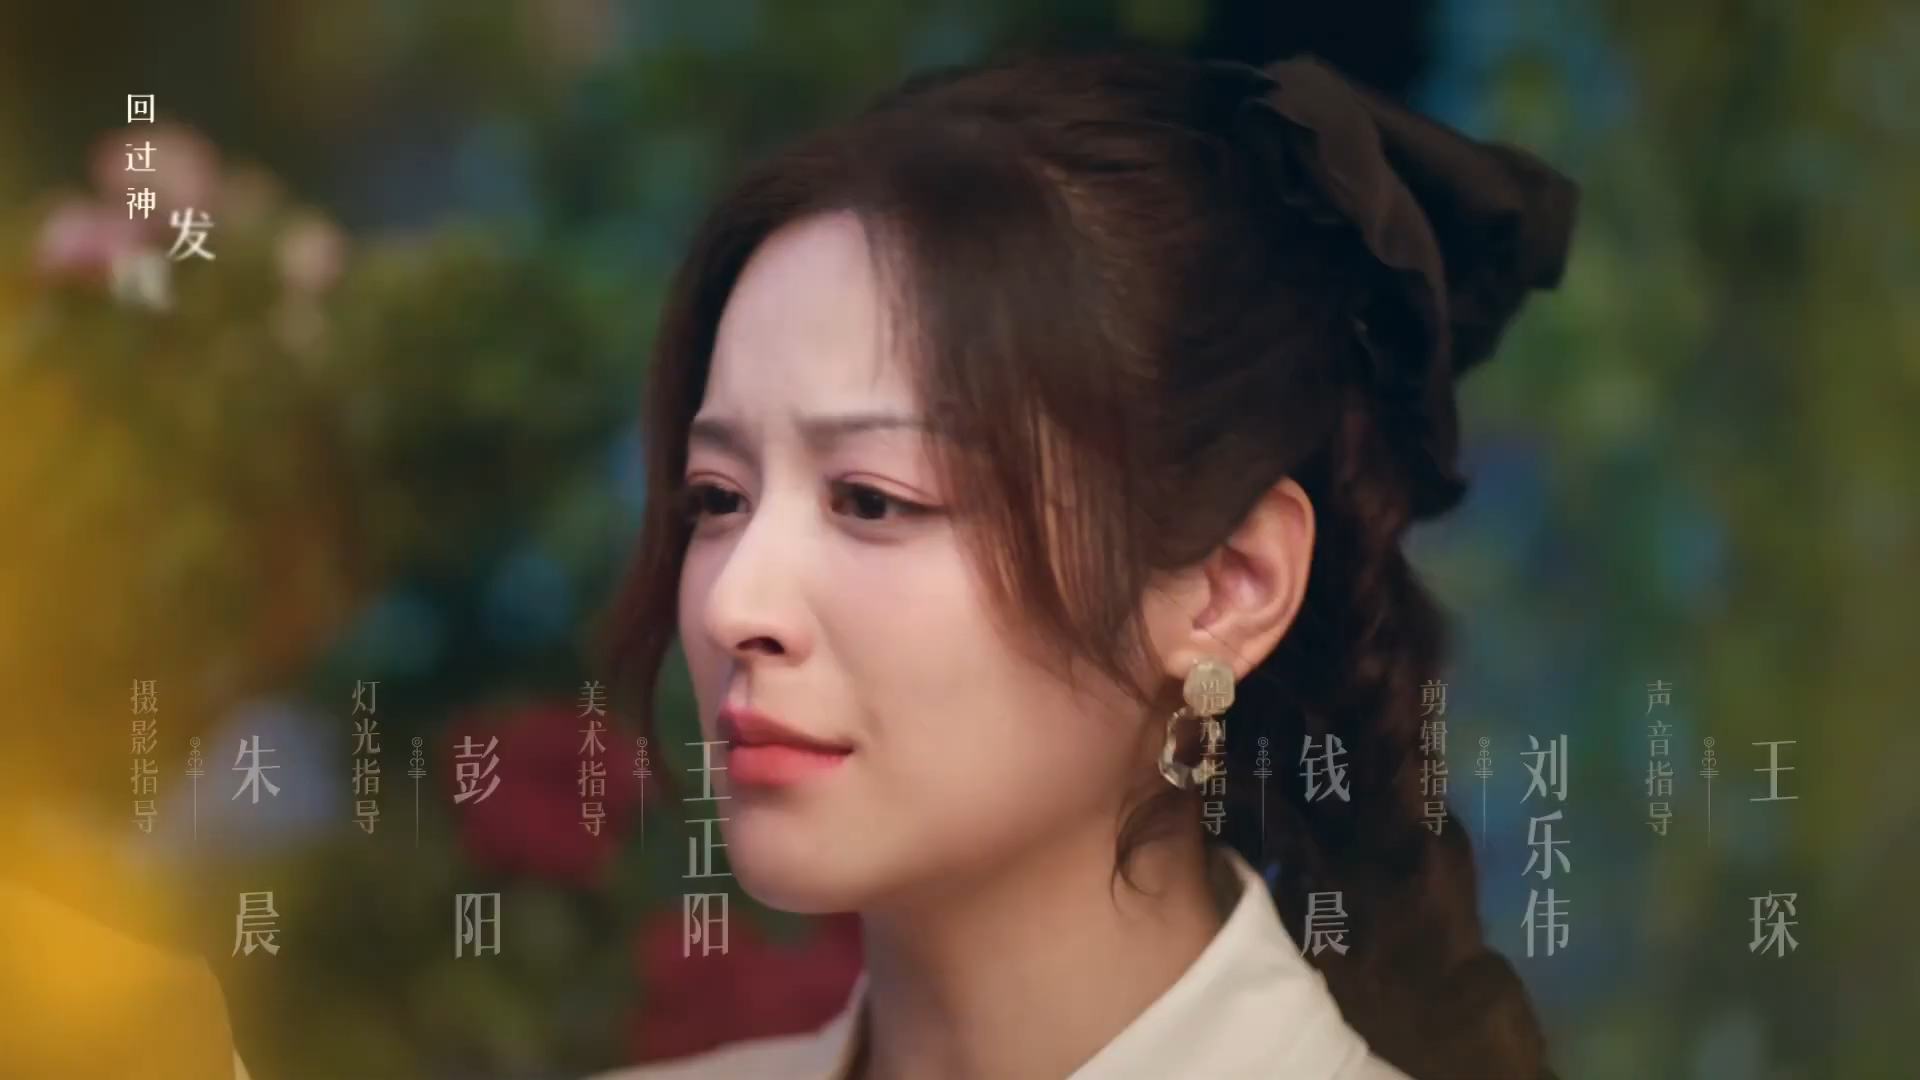 回过神
发
摄影指导
朱晨
灯光指导
彭阳
美术指导
王正阳
造型指导
钱晨
剪辑指导
刘乐伟
声音指导
王琛